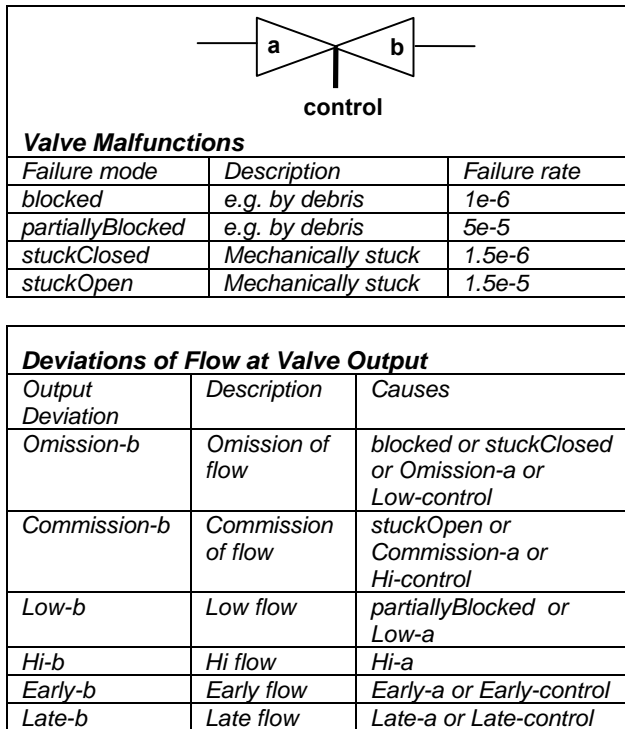 a b
control
Valve Malfunctions
Failure mode Description Failure rate
blocked e.g. by debris 1e-6
partiallyBlocked e.g. by debris 5e-5
stuckClosed Mechanically stuck 1.5e-6
stuckOpen Mechanically stuck 1.5e-5
Deviations of Flow at Valve Output
Output Description Causes
Deviation
Omission-b Omission of blocked or stuckClosed
flow or Omission-a or
Low-control
Commission-b Commission stuckOpen or
of flow Commission-a or
Hi-control
Low-b Low flow partiallyBlocked or
Low-a
Hi-b Hi flow Hi-a
Early-b Early flow Early-a or Early-control
Late-b Late flow Late-a or Late-control